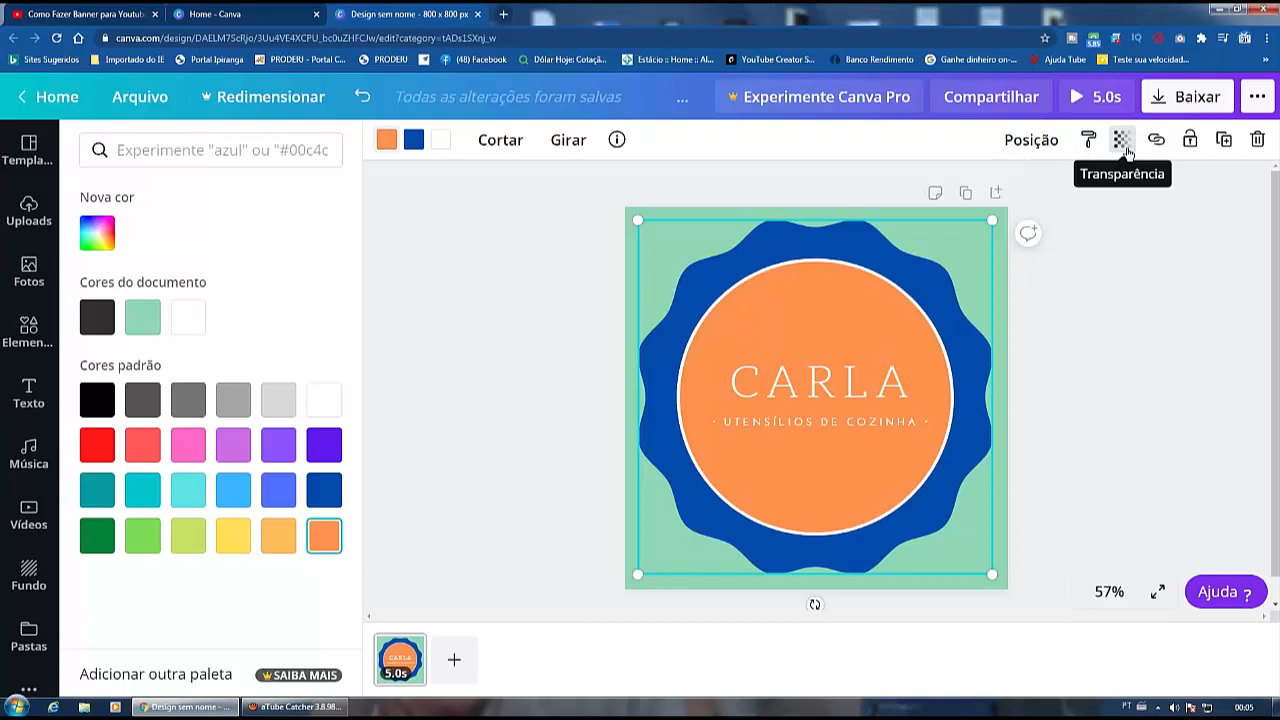 Como Fazer Banner para Youtub
Home - Canva
Design sem nome - 800 x 800 px
canva.com/design/DAELM7ScRjo/3Uu4VE4XCPU_bc0uZHFCJw/edit?category=tADs1SXnj_w
5,85
IQ
Sites Sugeridos
Importado do IE
Portal Ipiranga
PRODERJ - Portal C...
PRODERJ
(48) Facebook
Dólar Hoje: Cotaçã...
Estácio :: Home :: Al...
YouTube Creator S...
Banco Rendimento
Ganhe dinheiro on-...
Ajuda Tube
Teste sua velocidad...
Home
Arquivo
Redimensionar
Todas as alterações foram salvas
...
Experimente Canva Pro
Compartilhar
5.0s
Baixar
Templa...
Uploads
Fotos
Elemen...
Texto
Música
Vídeos
Fundo
Pastas
Experimente "azul" ou "#00c4c
Nova cor
Cores do documento
Cores padrão
Adicionar outra paleta
SAIBA MAIS
Cortar
Girar
Posição
Transparência
CARLA
· UTENSÍLIOS DE COZINHA ·
57%
Ajuda ?
CARLA
5.0s
Design sem nome - ...
aTube Catcher 3.8.98...
PT
00:05